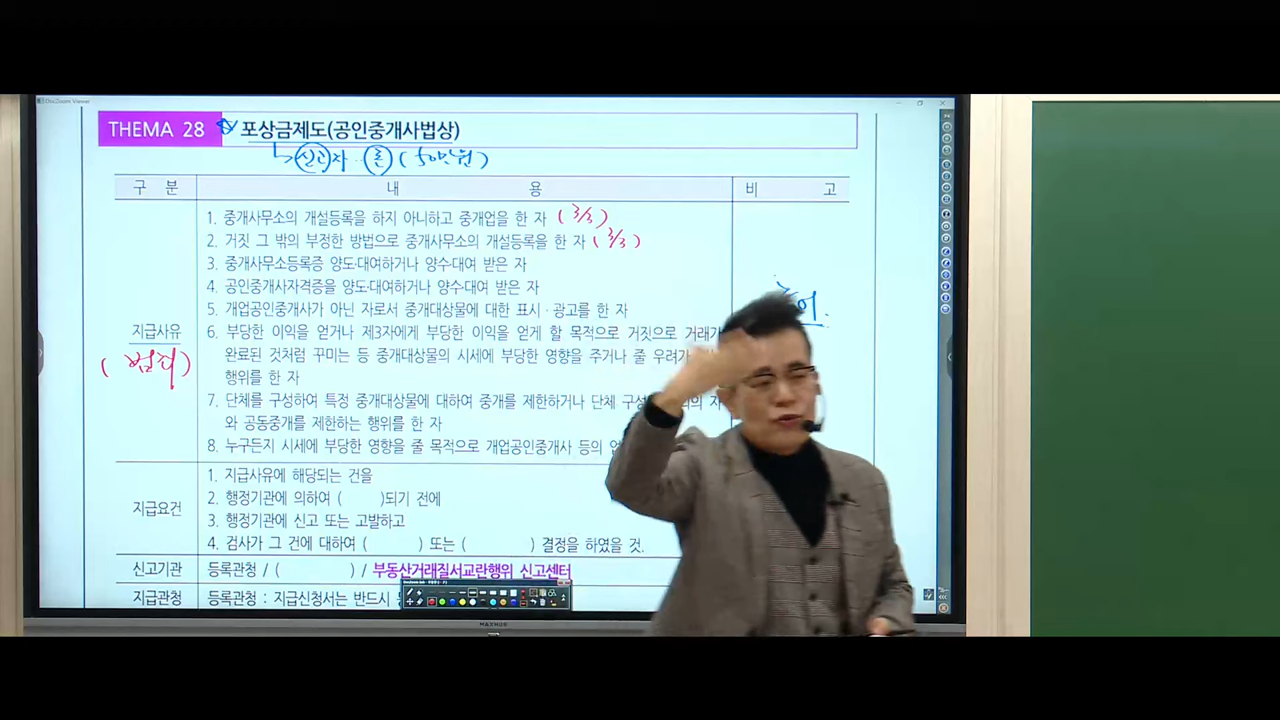 DocZoom Viewer
THEMA 28 포상금제도(공인중개사법상)
신고자 돈 (50만원)
구 분 내 용 비 고
1. 중개사무소의 개설등록을 하지 아니하고 중개업을 한 자 (3/3)
2. 거짓 그 밖의 부정한 방법으로 중개사무소의 개설등록을 한 자 (3/3)
3. 중개사무소등록증 양도·대여하거나 양수·대여 받은 자
4. 공인중개사자격증을 양도·대여하거나 양수·대여 받은 자
5. 개업공인중개사가 아닌 자로서 중개대상물에 대한 표시·광고를 한 자
지급사유
(범죄)
6. 부당한 이익을 얻거나 제3자에게 부당한 이익을 얻게 할 목적으로 거짓으로 거래가
완료된 것처럼 꾸미는 등 중개대상물의 시세에 부당한 영향을 주거나 줄 우려가
행위를 한 자
7. 단체를 구성하여 특정 중개대상물에 대하여 중개를 제한하거나 단체 자
와 공동중개를 제한하는 행위를 한 자
8. 누구든지 시세에 부당한 영향을 줄 목적으로 개업공인중개사 등의
지급요건
1. 지급사유에 해당되는 건을
2. 행정기관에 의하여 ( )되기 전에
3. 행정기관에 신고 또는 고발하고
4. 검사가 그 건에 대하여 ( ) 또는 ( ) 결정을 하였을 것.
신고기관 등록관청 / ( ) / 부동산거래질서교란행위 신고센터
지급관청 등록관청 : 지급신청서는 반드시
MAXHUB